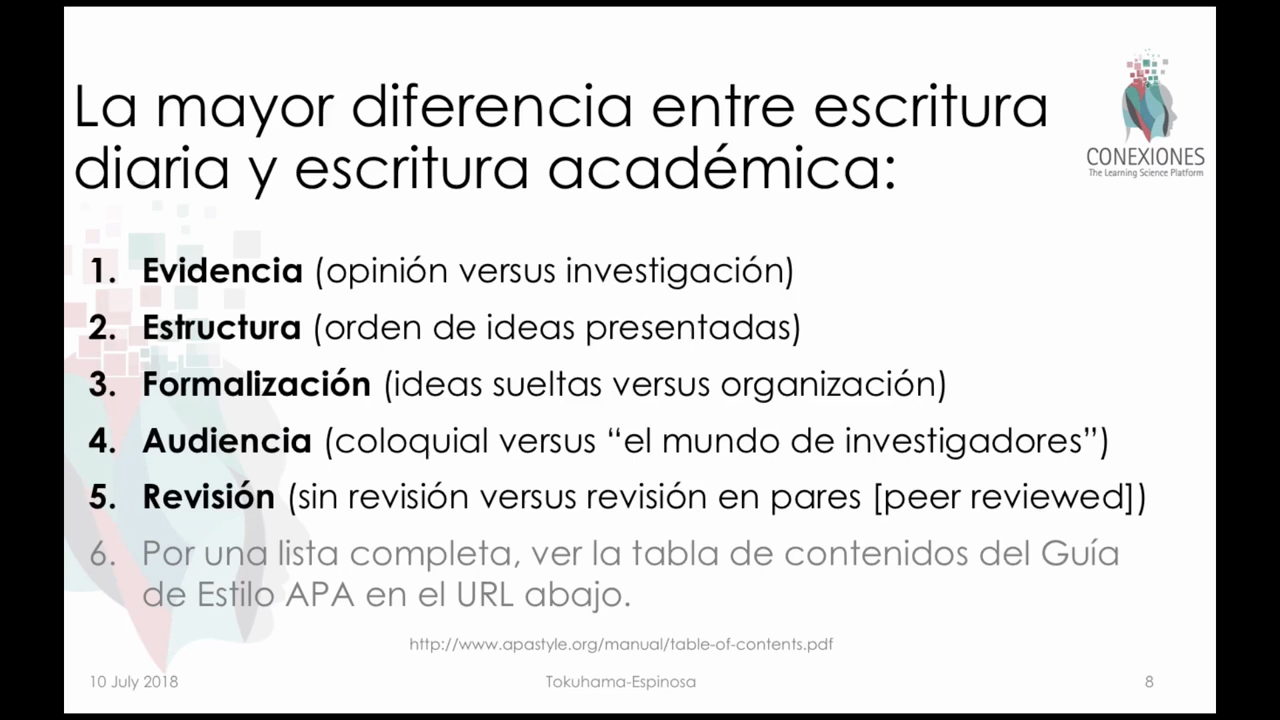 La mayor diferencia entre escritura
diaria y escritura académica:
CONEXIONES
The Learning Science Platform
1. Evidencia (opinión versus investigación)
2. Estructura (orden de ideas presentadas)
3. Formalización (ideas sueltas versus organización)
4. Audiencia (coloquial versus “el mundo de investigadores”)
5. Revisión (sin revisión versus revisión en pares [peer reviewed])
6. Por una lista completa, ver la tabla de contenidos del Guía
de Estilo APA en el URL abajo.
http://www.apastyle.org/manual/table-of-contents.pdf
10 July 2018
Tokuhama-Espinosa
8